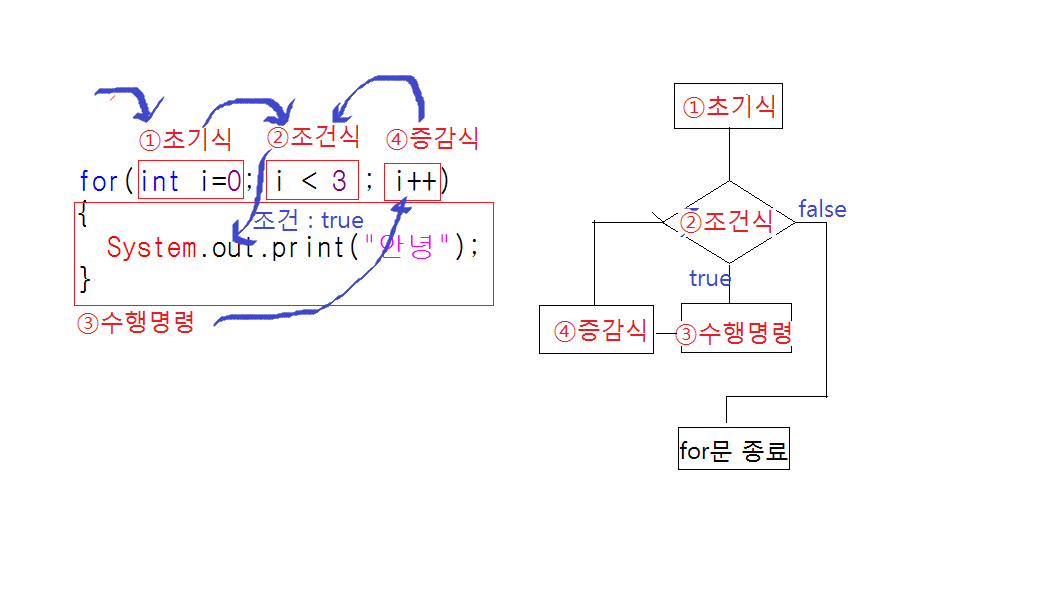 ①초기식 ②조건식 ④증감식
for(int i=0; i < 3 ; i++)
{
조건 : true
System.out.print("안녕");
}
③수행명령
①초기식
②조건식
false
true
④증감식
③수행명령
for문 종료